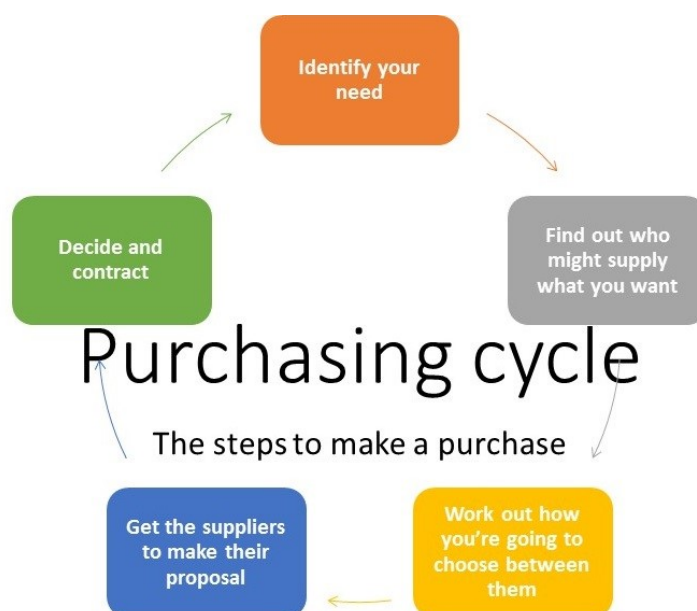 Identify your
need
Find out who
might supply
what you want
Work out how
you’re going to
choose between
them
Get the suppliers
to make their
proposal
Decide and
contract
Purchasing cycle
The steps to make a purchase